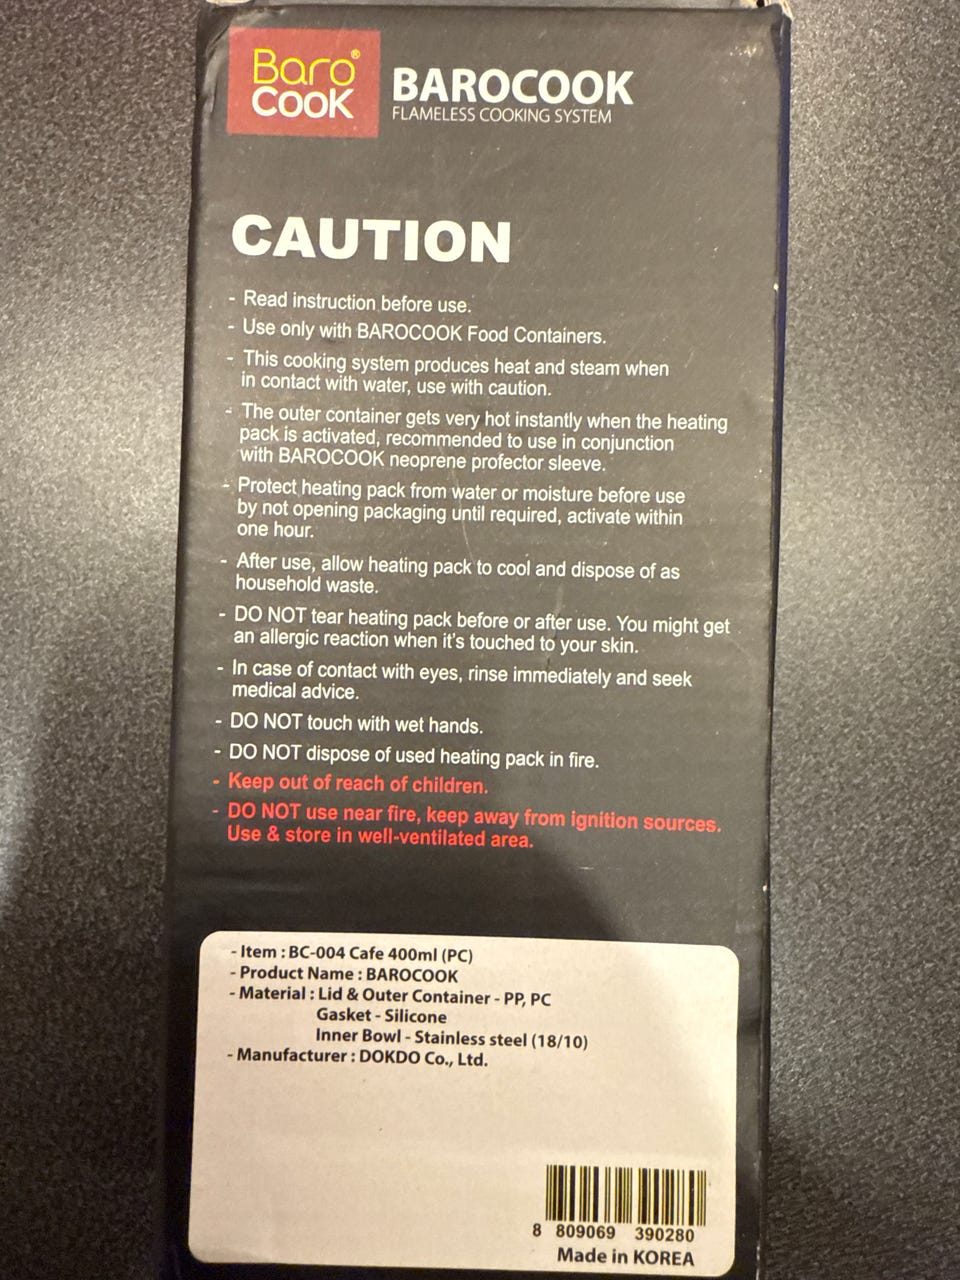 Baro®
Cook
BAROCOOK
FLAMELESS COOKING SYSTEM
CAUTION
- Read instruction before use.
- Use only with BAROCOOK Food Containers.
- This cooking system produces heat and steam when
in contact with water, use with caution.
- The outer container gets very hot instantly when the heating
pack is activated, recommended to use in conjunction
with BAROCOOK neoprene profector sleeve.
- Protect heating pack from water or moisture before use
by not opening packaging until required, activate within
one hour.
- After use, allow heating pack to cool and dispose of as
household waste.
- DO NOT tear heating pack before or after use. You might get
an allergic reaction when it's touched to your skin.
- In case of contact with eyes, rinse immediately and seek
medical advice.
- DO NOT touch with wet hands.
- DO NOT dispose of used heating pack in fire.
- Keep out of reach of children.
- DO NOT use near fire, keep away from ignition sources.
Use & store in well-ventilated area.
- Item : BC-004 Cafe 400ml (PC)
- Product Name : BAROCOOK
- Material : Lid & Outer Container - PP, PC
Gasket - Silicone
Inner Bowl - Stainless steel (18/10)
- Manufacturer : DOKDO Co., Ltd.
8 809069 390280
Made in KOREA